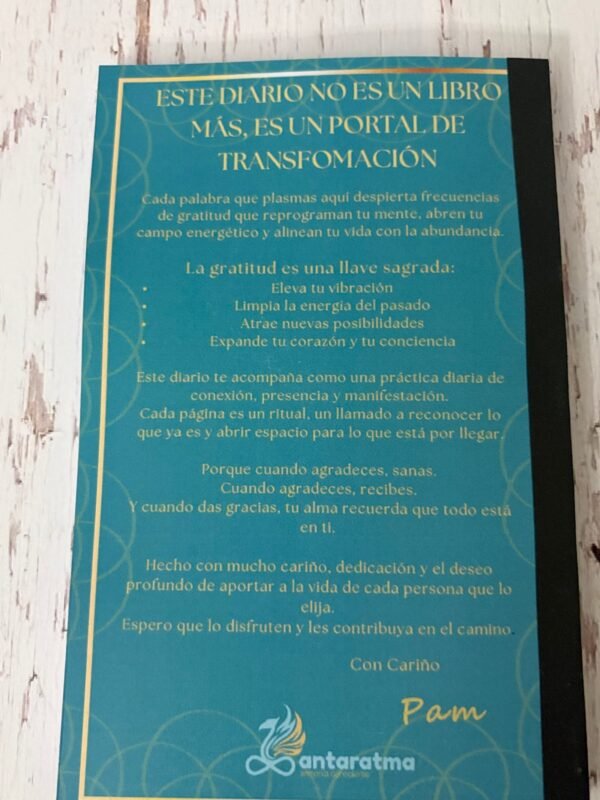 ESTE DIARIO NO ES UN LIBRO
MÁS, ES UN PORTAL DE
TRANSFOMACIÓN
Cada palabra que plasmas aquí despierta frecuencias
de gratitud que reprograman tu mente, abren tu
campo energético y alinean tu vida con la abundancia.
La gratitud es una llave sagrada:
• Eleva tu vibración
• Limpia la energía del pasado
• Atrae nuevas posibilidades
• Expande tu corazón y tu conciencia
Este diario te acompaña como una práctica diaria de
conexión, presencia y manifestación.
Cada página es un ritual, un llamado a reconocer lo
que ya es y abrir espacio para lo que está por llegar.
Porque cuando agradeces, sanas.
Cuando agradeces, recibes.
Y cuando das gracias, tu alma recuerda que todo está
en ti.
Hecho con mucho cariño, dedicación y el deseo
profundo de aportar a la vida de cada persona que lo
elija.
Espero que lo disfruten y les contribuya en el camino.
Con Cariño
Pam
antaratma